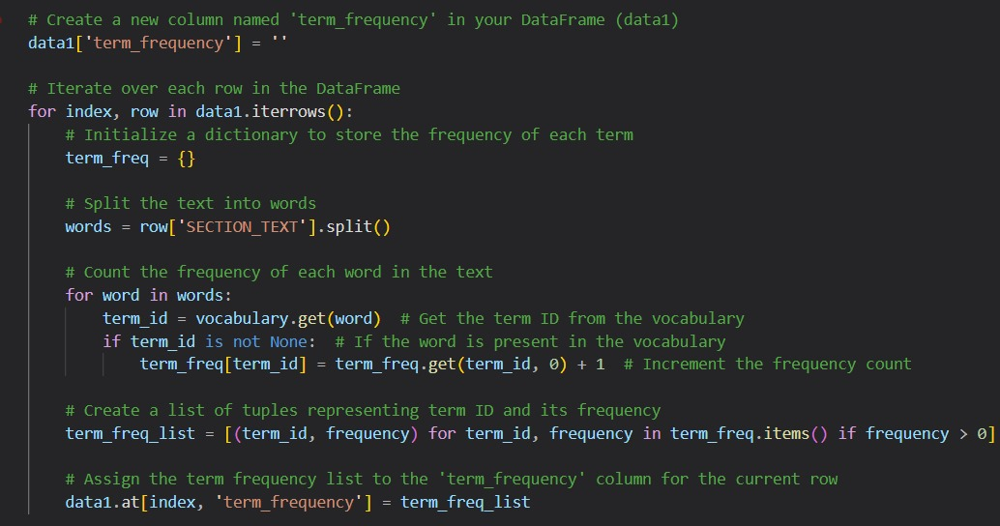 # Create a new column named 'term_frequency' in your DataFrame (data1)
data1['term_frequency'] = ''
# Iterate over each row in the DataFrame
for index, row in data1.iterrows():
    # Initialize a dictionary to store the frequency of each term
    term_freq = {}
    # Split the text into words
    words = row['SECTION_TEXT'].split()
    # Count the frequency of each word in the text
    for word in words:
        term_id = vocabulary.get(word)  # Get the term ID from the vocabulary
        if term_id is not None:  # If the word is present in the vocabulary
            term_freq[term_id] = term_freq.get(term_id, 0) + 1  # Increment the frequency count
    # Create a list of tuples representing term ID and its frequency
    term_freq_list = [(term_id, frequency) for term_id, frequency in term_freq.items() if frequency > 0]
    # Assign the term frequency list to the 'term_frequency' column for the current row
    data1.at[index, 'term_frequency'] = term_freq_list